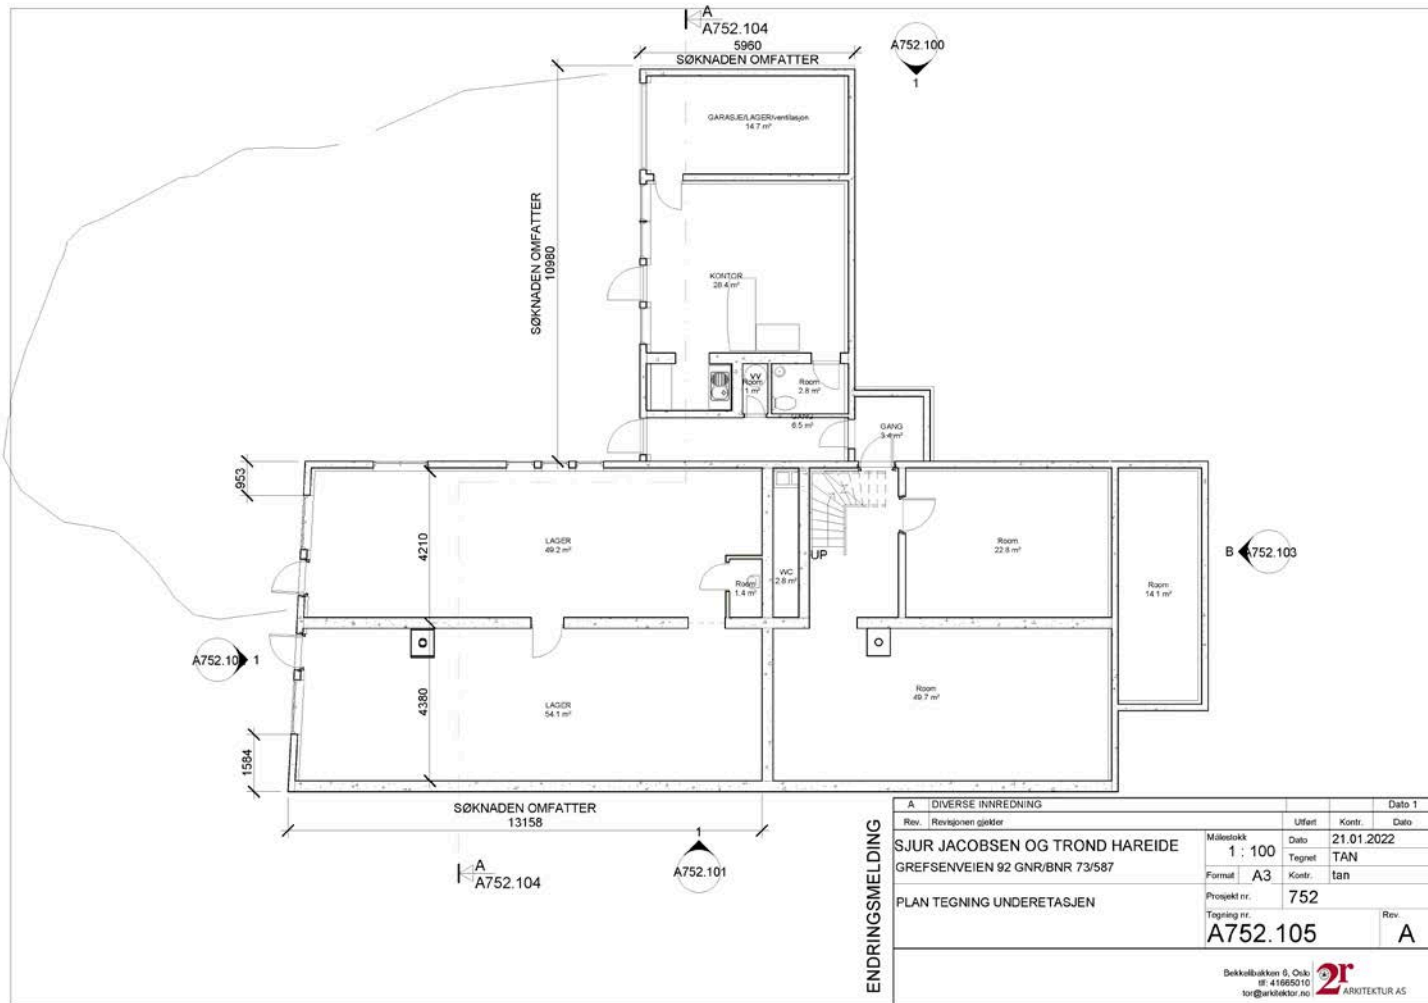 A
A752.104
5960
SØKNADEN OMFATTER
A752.100
1
GARASJE/LAGER/ventilasjon
14.7 m²
SØKNADEN OMFATTER
10980
KONTOR
28.4 m²
VV
Room
1 m²
Room
2.8 m²
GANG
6.5 m²
GANG
3.4 m²
953
4210
LAGER
49.2 m²
Room
1.4 m²
WC
2.8 m²
UP
Room
22.8 m²
Room
14.1 m²
B
A752.103
A752.10
1
4380
LAGER
54.1 m²
Room
49.7 m²
1584
SØKNADEN OMFATTER
13158
A
A752.104
1
A752.101
ENDRINGSMELDING
A DIVERSE INNREDNING Dato 1
Rev. Revisjonen gjelder Utført Kontr. Dato
SJUR JACOBSEN OG TROND HAREIDE
GREFSENVEIEN 92 GNR/BNR 73/587
PLAN TEGNING UNDERETASJEN
Målestokk
1 : 100
Dato 21.01.2022
Tegnet TAN
Format A3 Kontr. tan
Prosjekt nr. 752
Tegning nr.
A752.105
Rev.
A
Bekkelibakken 6, Oslo
tlf: 41665010
tor@arkitektor.no
2r
ARKITEKTUR AS